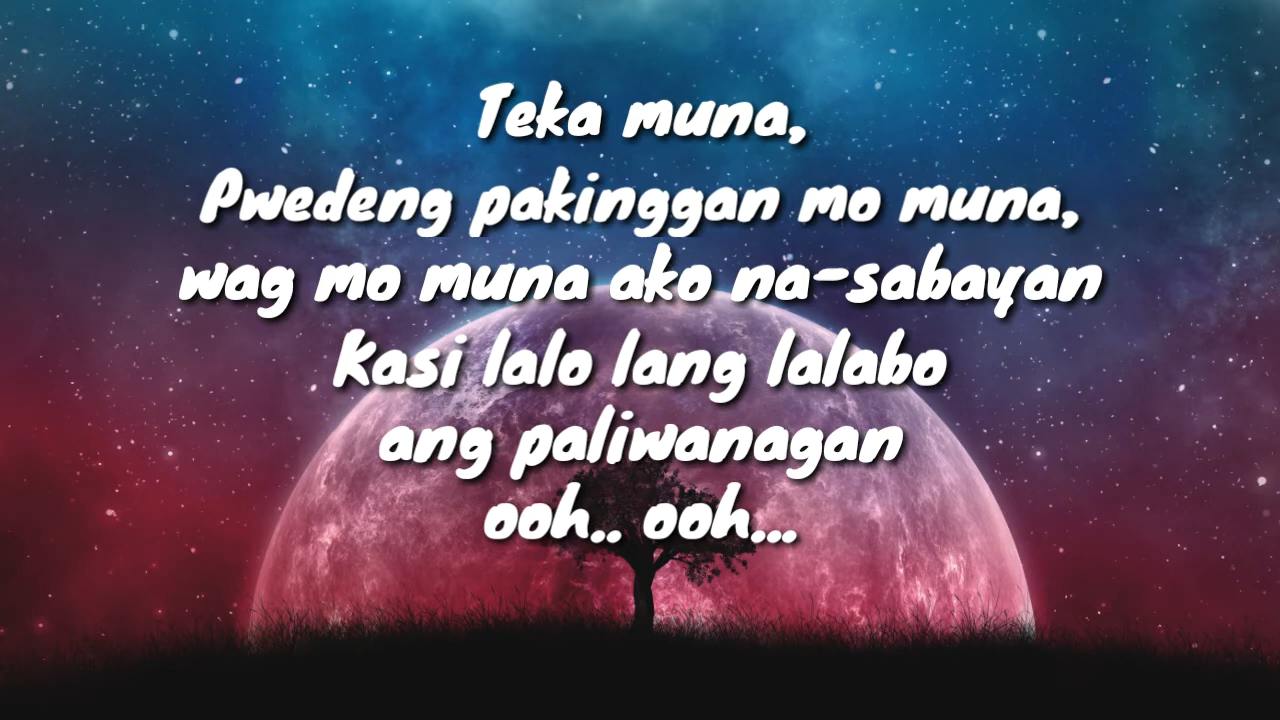 Teka muna,
Pwedeng pakinggan mo muna,
wag mo muna ako na-sabayan
Kasi lalo lang lalabo
ang paliwanagan
ooh.. ooh...